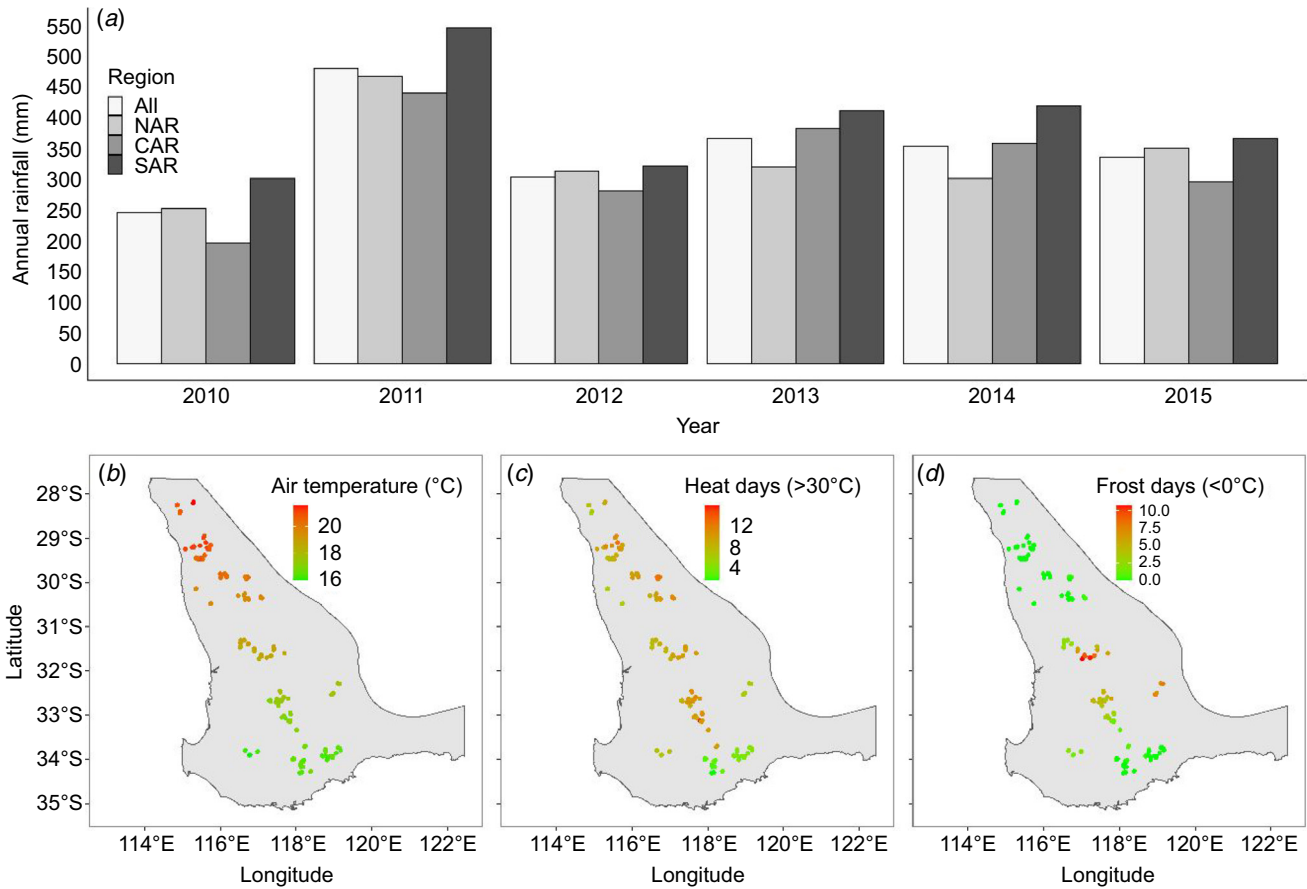 (a)
Annual rainfall (mm)
550
500
450
400
350
300
250
200
150
100
50
0
Region
All
NAR
CAR
SAR
2010 2011 2012 2013 2014 2015
Year
(b)
Air temperature (°C)
20
18
16
(c)
Heat days (>30°C)
12
8
4
(d)
Frost days (<0°C)
10.0
7.5
5.0
2.5
0.0
Latitude
28°S
29°S
30°S
31°S
32°S
33°S
34°S
35°S
114°E 116°E 118°E 120°E 122°E
Longitude
114°E 116°E 118°E 120°E 122°E
Longitude
114°E 116°E 118°E 120°E 122°E
Longitude